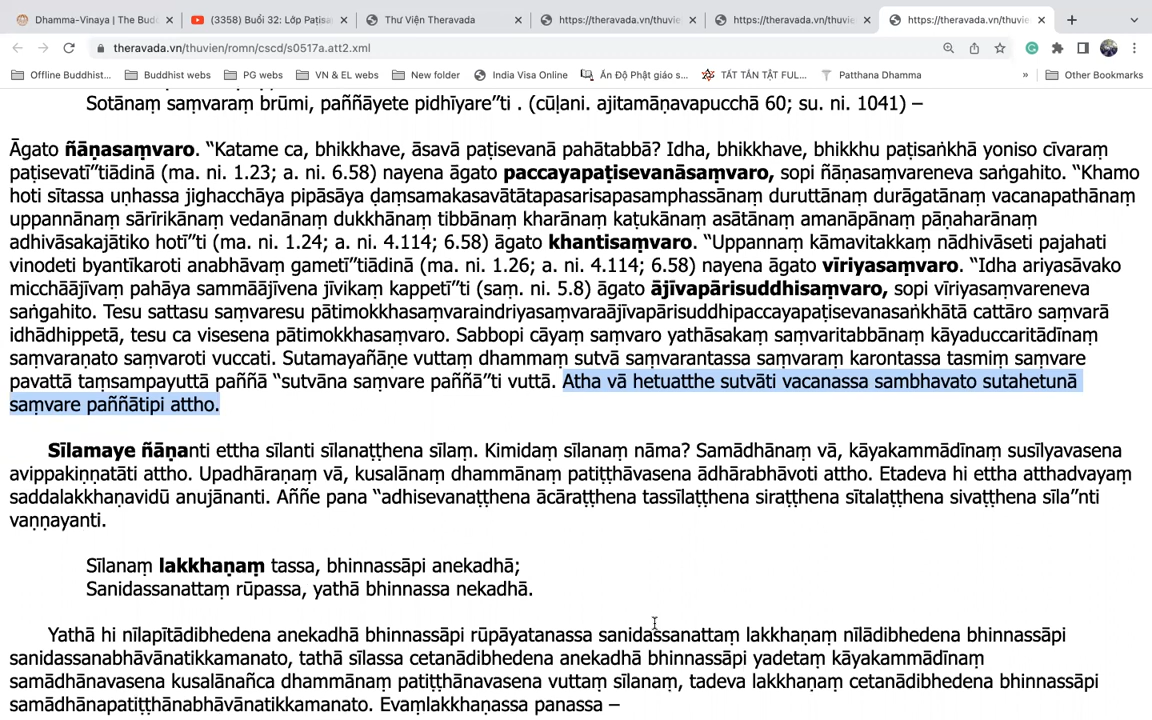 Dhamma-Vinaya | The Bud
(3358) Buổi 32: Lớp Paṭisa
Thư Viện Theravada
https://theravada.vn/thuvie
https://theravada.vn/thuvie
https://theravada.vn/thuvie
theravada.vn/thuvien/romn/cscd/s0517a.att2.xml
Offline Buddhist...
Buddhist webs
PG webs
VN & EL webs
New folder
India Visa Online
Ấn Độ Phật giáo s...
TẤT TẦN TẬT FUL...
Patthana Dhamma
»
Other Bookmarks
Sotānaṃ saṃvaraṃ brūmi, paññāyete pidhīyare”ti . (cūḷani. ajitamāṇavapucchā 60; su. ni. 1041) –
Āgato ñāṇasaṃvaro. “Katame ca, bhikkhave, āsavā paṭisevanā pahātabbā? Idha, bhikkhave, bhikkhu paṭisaṅkhā yoniso cīvaraṃ
paṭisevatī”tiādinā (ma. ni. 1.23; a. ni. 6.58) nayena āgato paccayapaṭisevanāsaṃvaro, sopi ñāṇasaṃvareneva saṅgahito. “Khamo
hoti sītassa uṇhassa jighacchāya pipāsāya ḍaṃsamakasavātātapasarīsapasamphassānaṃ duruttānaṃ durāgatānaṃ vacanapathānaṃ
uppannānaṃ sārīrikānaṃ vedanānaṃ dukkhānaṃ tibbānaṃ kharānaṃ kaṭukānaṃ asātānaṃ amanāpānaṃ pāṇaharānaṃ
adhivāsakajātiko hotī”ti (ma. ni. 1.24; a. ni. 4.114; 6.58) āgato khantisaṃvaro. “Uppannaṃ kāmavitakkaṃ nādhivāseti pajahati
vinodeti byantīkaroti anabhāvaṃ gametī”tiādinā (ma. ni. 1.26; a. ni. 4.114; 6.58) nayena āgato vīriyasaṃvaro. “Idha ariyasāvako
micchāājīvaṃ pahāya sammāājīvena jīvikaṃ kappetī”ti (saṃ. ni. 5.8) āgato ājīvapārisuddhisaṃvaro, sopi vīriyasaṃvareneva
saṅgahito. Tesu sattasu saṃvaresu pātimokkhasaṃvaraindriyasaṃvaraājīvapārisuddhipaccayapaṭisevanasaṅkhātā cattāro saṃvarā
idhādhippetā, tesu ca visesena pātimokkhasaṃvaro. Sabbopi cāyaṃ saṃvaro yathāsakaṃ saṃvaritabbānaṃ kāyaduccaritādīnaṃ
saṃvaraṇato saṃvaroti vuccati. Sutamayañāṇe vuttaṃ dhammaṃ sutvā saṃvarantassa saṃvaraṃ karontassa tasmiṃ saṃvare
pavattā taṃsampayuttā paññā “sutvāna saṃvare paññā”ti vuttā. Atha vā hetuatthe sutvāti vacanassa sambhavato sutahetunā
saṃvare paññātipi attho.
Sīlamaye ñāṇanti ettha sīlanti sīlanaṭṭhena sīlaṃ. Kimidaṃ sīlanaṃ nāma? Samādhānaṃ vā, kāyakammādīnaṃ susīlyavasena
avippakiṇṇatāti attho. Upadhāraṇaṃ vā, kusalānaṃ dhammānaṃ patiṭṭhāvasena ādhārabhāvoti attho. Etadeva hi ettha atthadvayaṃ
saddalakkhaṇavidū anujānanti. Aññe pana “adhisevanaṭṭhena ācāraṭṭhena tassīlaṭṭhena siraṭṭhena sītalaṭṭhena sivaṭṭhena sīla”nti
vaṇṇayanti.
Sīlanaṃ lakkhaṇaṃ tassa, bhinnassāpi anekadhā;
Sanidassanattaṃ rūpassa, yathā bhinnassa nekadhā.
Yathā hi nīlapītādibhedena anekadhā bhinnassāpi rūpāyatanassa sanidassanattaṃ lakkhaṇaṃ nīlādibhedena bhinnassāpi
sanidassanabhāvānatikkamanato, tathā sīlassa cetanādibhedena anekadhā bhinnassāpi yadetaṃ kāyakammādīnaṃ
samādhānavasena kusalānañca dhammānaṃ patiṭṭhānavasena vuttaṃ sīlanaṃ, tadeva lakkhaṇaṃ cetanādibhedena bhinnassāpi
samādhānapatiṭṭhānabhāvānatikkamanato. Evaṃlakkhaṇassa panassa –